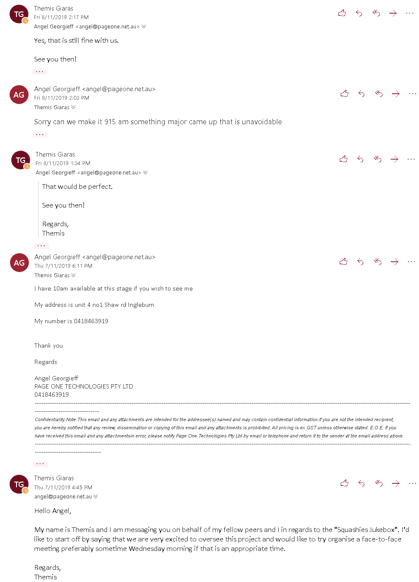 TG
Themis Giaras
Fri 8/11/2019 2:17 PM
Angel Georgieff <angel@pageone.net.au>
Yes, that is still fine with us.
See you then!
AG
Angel Georgieff <angel@pageone.net.au>
Fri 8/11/2019 2:03 PM
Themis Giaras
Sorry can we make it 915 am something major came up that is unavoidable
TG
Themis Giaras
Fri 8/11/2019 1:34 PM
Angel Georgieff <angel@pageone.net.au>
That would be perfect.
See you then!
Regards,
Themis
AG
Angel Georgieff <angel@pageone.net.au>
Thu 7/11/2019 6:11 PM
Themis Giaras
I have 10am available at this stage if you wish to see me
My address is unit 4 no1 Shaw rd Ingleburn
My number is 0418463919
Thank you
Regards
Angel Georgieff
PAGE ONE TECHNOLOGIES PTY LTD
0418463919
Confidentiality Note: This email and any attachments are intended for the addressee(s) named and may contain confidential information if you are not the intended recipient,
you are hereby notified that any review, dissemination or copying of this email and any attachments is prohibited. All pricing is ex GST unless otherwise stated. E.O.E. If you
have received this email and any attachmentsin error, please notify Page One Technologies Pty Ltd by email or telephone and return it to the sender at the email address above.
TG
Themis Giaras
Thu 7/11/2019 4:45 PM
angel@pageone.net.au
Hello Angel,
My name is Themis and I am messaging you on behalf of my fellow peers and I in regards to the "Squashies Jukebox". I'd
like to start off by saying that we are very excited to oversee this project and would like to try organise a face-to-face
meeting preferably sometime Wednesday morning if that is an appropriate time.
Regards,
Themis